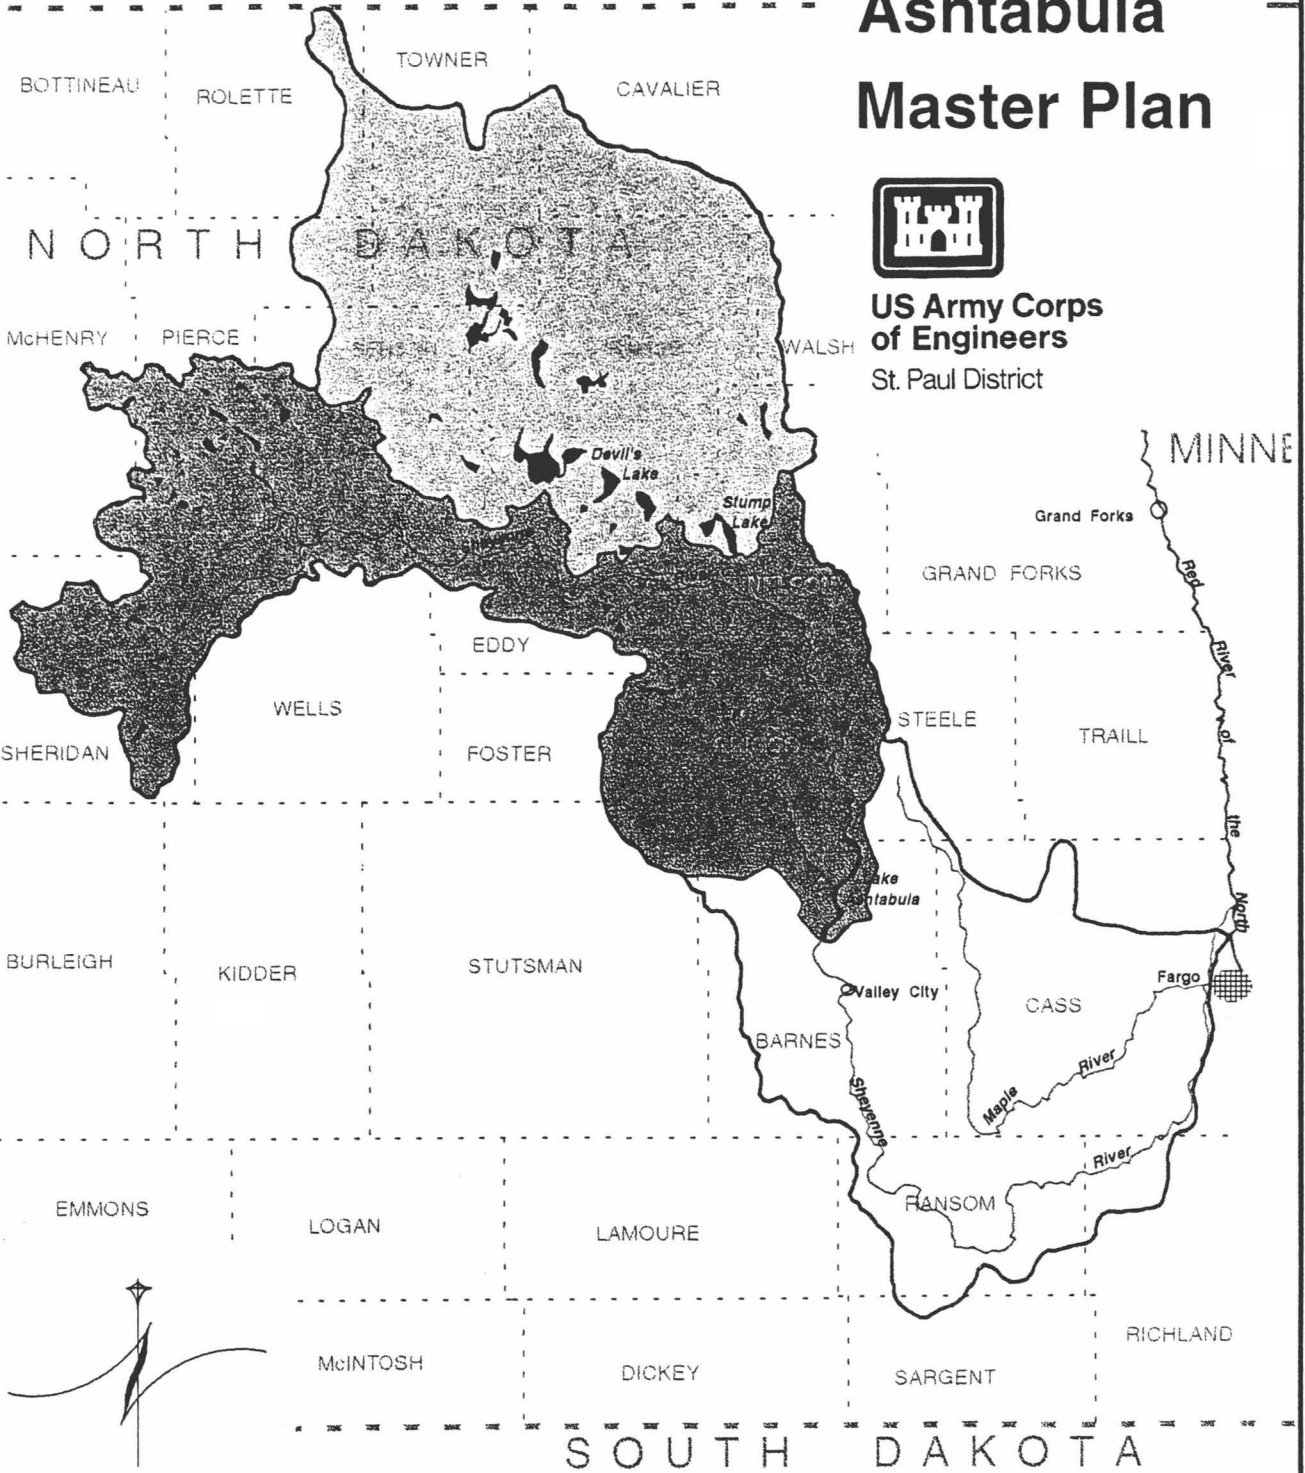 Ashtabula
Master Plan
US Army Corps
of Engineers
St. Paul District
BOTTINEAU
ROLETTE
TOWNER
CAVALIER
NORTH DAKOTA
McHENRY
PIERCE
WALSH
MINNE
Devil's
Lake
Stump
Lake
Grand Forks
GRAND FORKS
Red
River
of
the
North
Sheyenne
River
EDDY
WELLS
SHERIDAN
FOSTER
STEELE
TRAILL
Lake
Ashtabula
BURLEIGH
KIDDER
STUTSMAN
Valley City
Fargo
CASS
BARNES
Sheyenne
River
Maple
River
RANSOM
EMMONS
LOGAN
LAMOURE
McINTOSH
DICKEY
SARGENT
RICHLAND
SOUTH DAKOTA